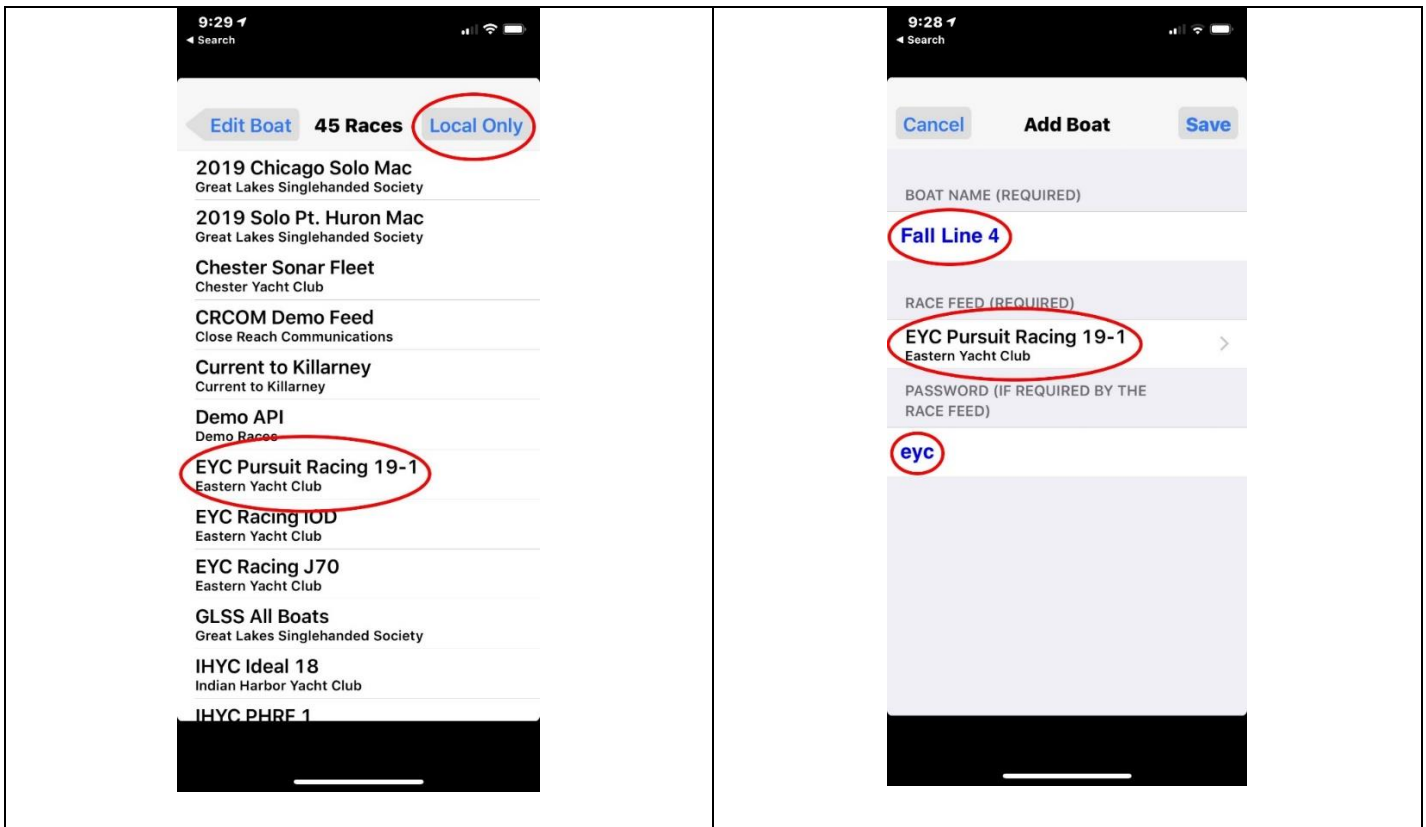 9:29
Search
Edit Boat 45 Races Local Only
2019 Chicago Solo Mac
Great Lakes Singlehanded Society
2019 Solo Pt. Huron Mac
Great Lakes Singlehanded Society
Chester Sonar Fleet
Chester Yacht Club
CRCOM Demo Feed
Close Reach Communications
Current to Killarney
Current to Killarney
Demo API
Demo Races
EYC Pursuit Racing 19-1
Eastern Yacht Club
EYC Racing IOD
Eastern Yacht Club
EYC Racing J70
Eastern Yacht Club
GLSS All Boats
Great Lakes Singlehanded Society
IHYC Ideal 18
Indian Harbor Yacht Club
IHYC PHRF 1
9:28
Search
Cancel Add Boat Save
BOAT NAME (REQUIRED)
Fall Line 4
RACE FEED (REQUIRED)
EYC Pursuit Racing 19-1
Eastern Yacht Club
PASSWORD (IF REQUIRED BY THE
RACE FEED)
eyc